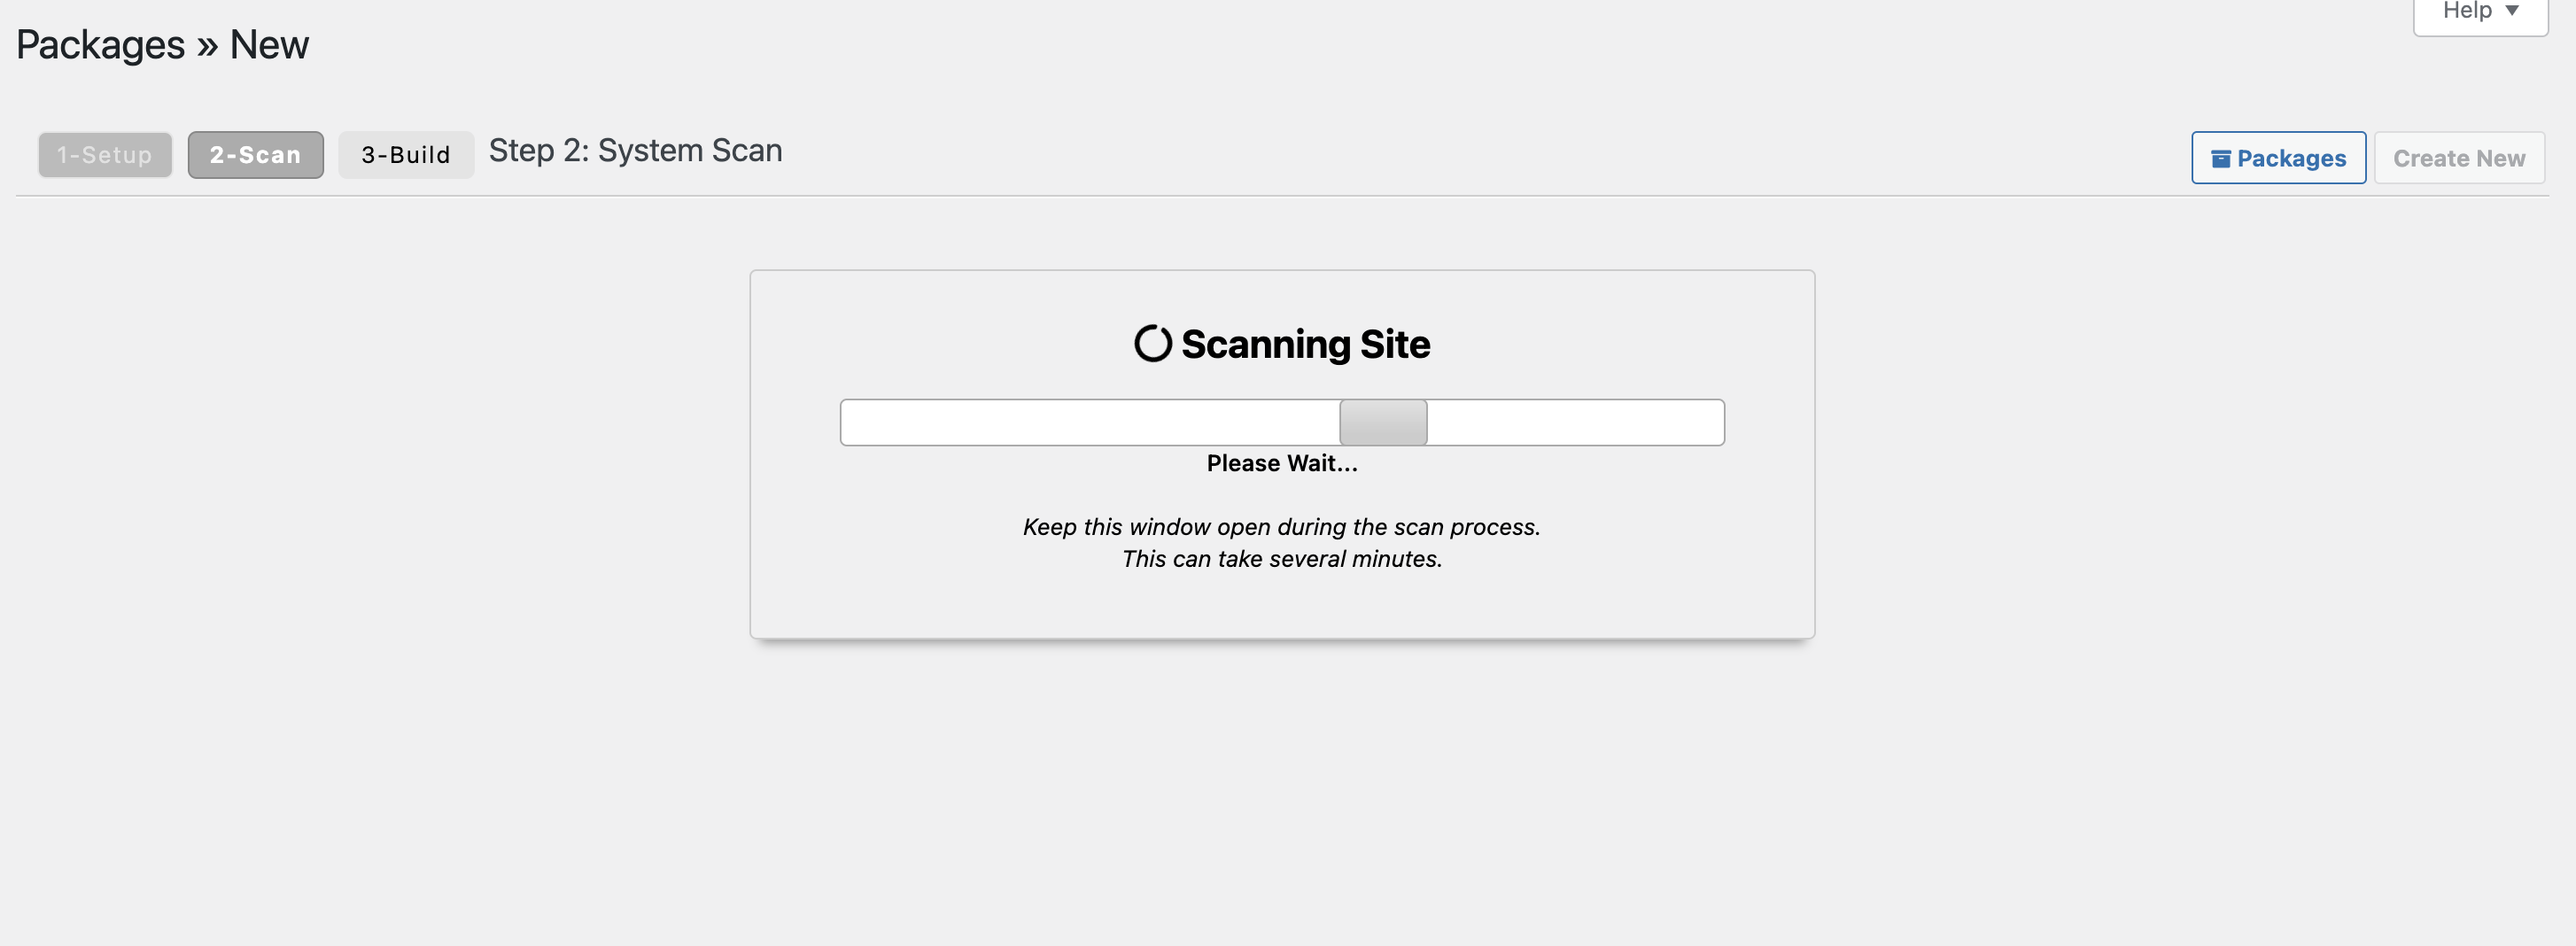 Help ▼
Packages » New
1-Setup 2-Scan 3-Build Step 2: System Scan Packages Create New
Scanning Site
Please Wait...
Keep this window open during the scan process.
This can take several minutes.